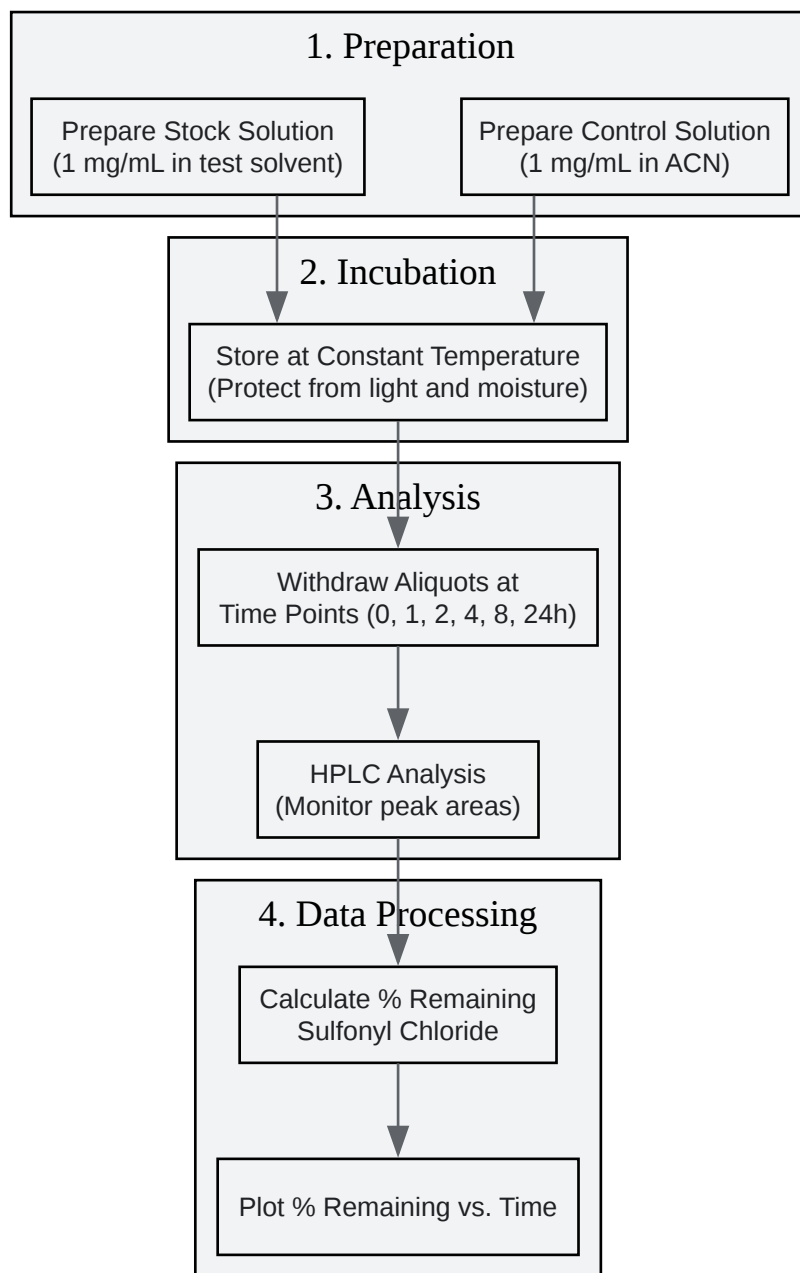 1. Preparation
Prepare Stock Solution
(1 mg/mL in test solvent)
Prepare Control Solution
(1 mg/mL in ACN)
2. Incubation
Store at Constant Temperature
(Protect from light and moisture)
3. Analysis
Withdraw Aliquots at
Time Points (0, 1, 2, 4, 8, 24h)
HPLC Analysis
(Monitor peak areas)
4. Data Processing
Calculate % Remaining
Sulfonyl Chloride
Plot % Remaining vs. Time